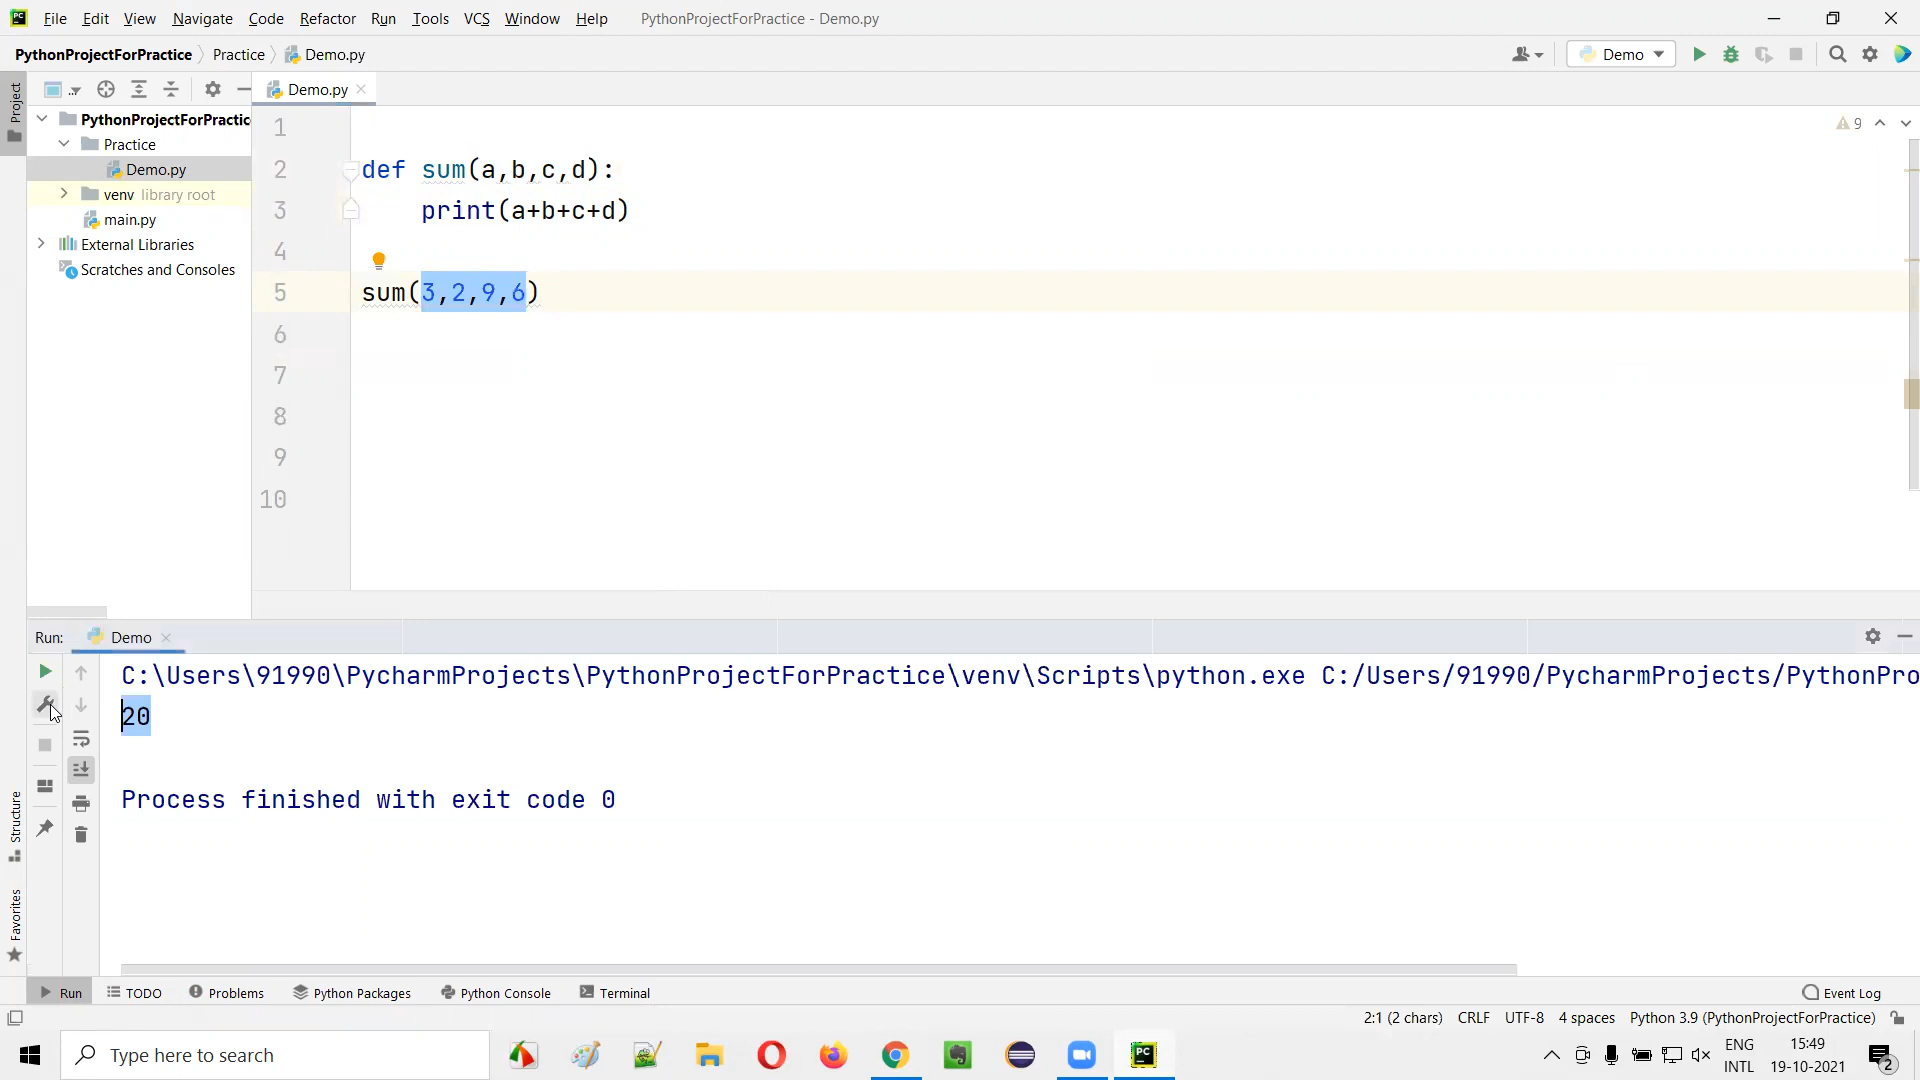 PC File Edit View Navigate Code Refactor Run Tools VCS Window Help PythonProjectForPractice - Demo.py
PythonProjectForPractice Practice Demo.py Demo
Project
.. Demo.py
PythonProjectForPractic
Practice
Demo.py
venv library root
main.py
External Libraries
Scratches and Consoles
9
1
2 def sum(a,b,c,d):
3 print(a+b+c+d)
4
5 sum(3,2,9,6)
6
7
8
9
10
Run: Demo
C:\Users\91990\PycharmProjects\PythonProjectForPractice\venv\Scripts\python.exe C:/Users/91990/PycharmProjects/PythonPro
20
Process finished with exit code 0
Structure
Favorites
Run TODO Problems Python Packages Python Console Terminal Event Log
2:1 (2 chars) CRLF UTF-8 4 spaces Python 3.9 (PythonProjectForPractice)
Type here to search PC ENG INTL 15:49 19-10-2021 2